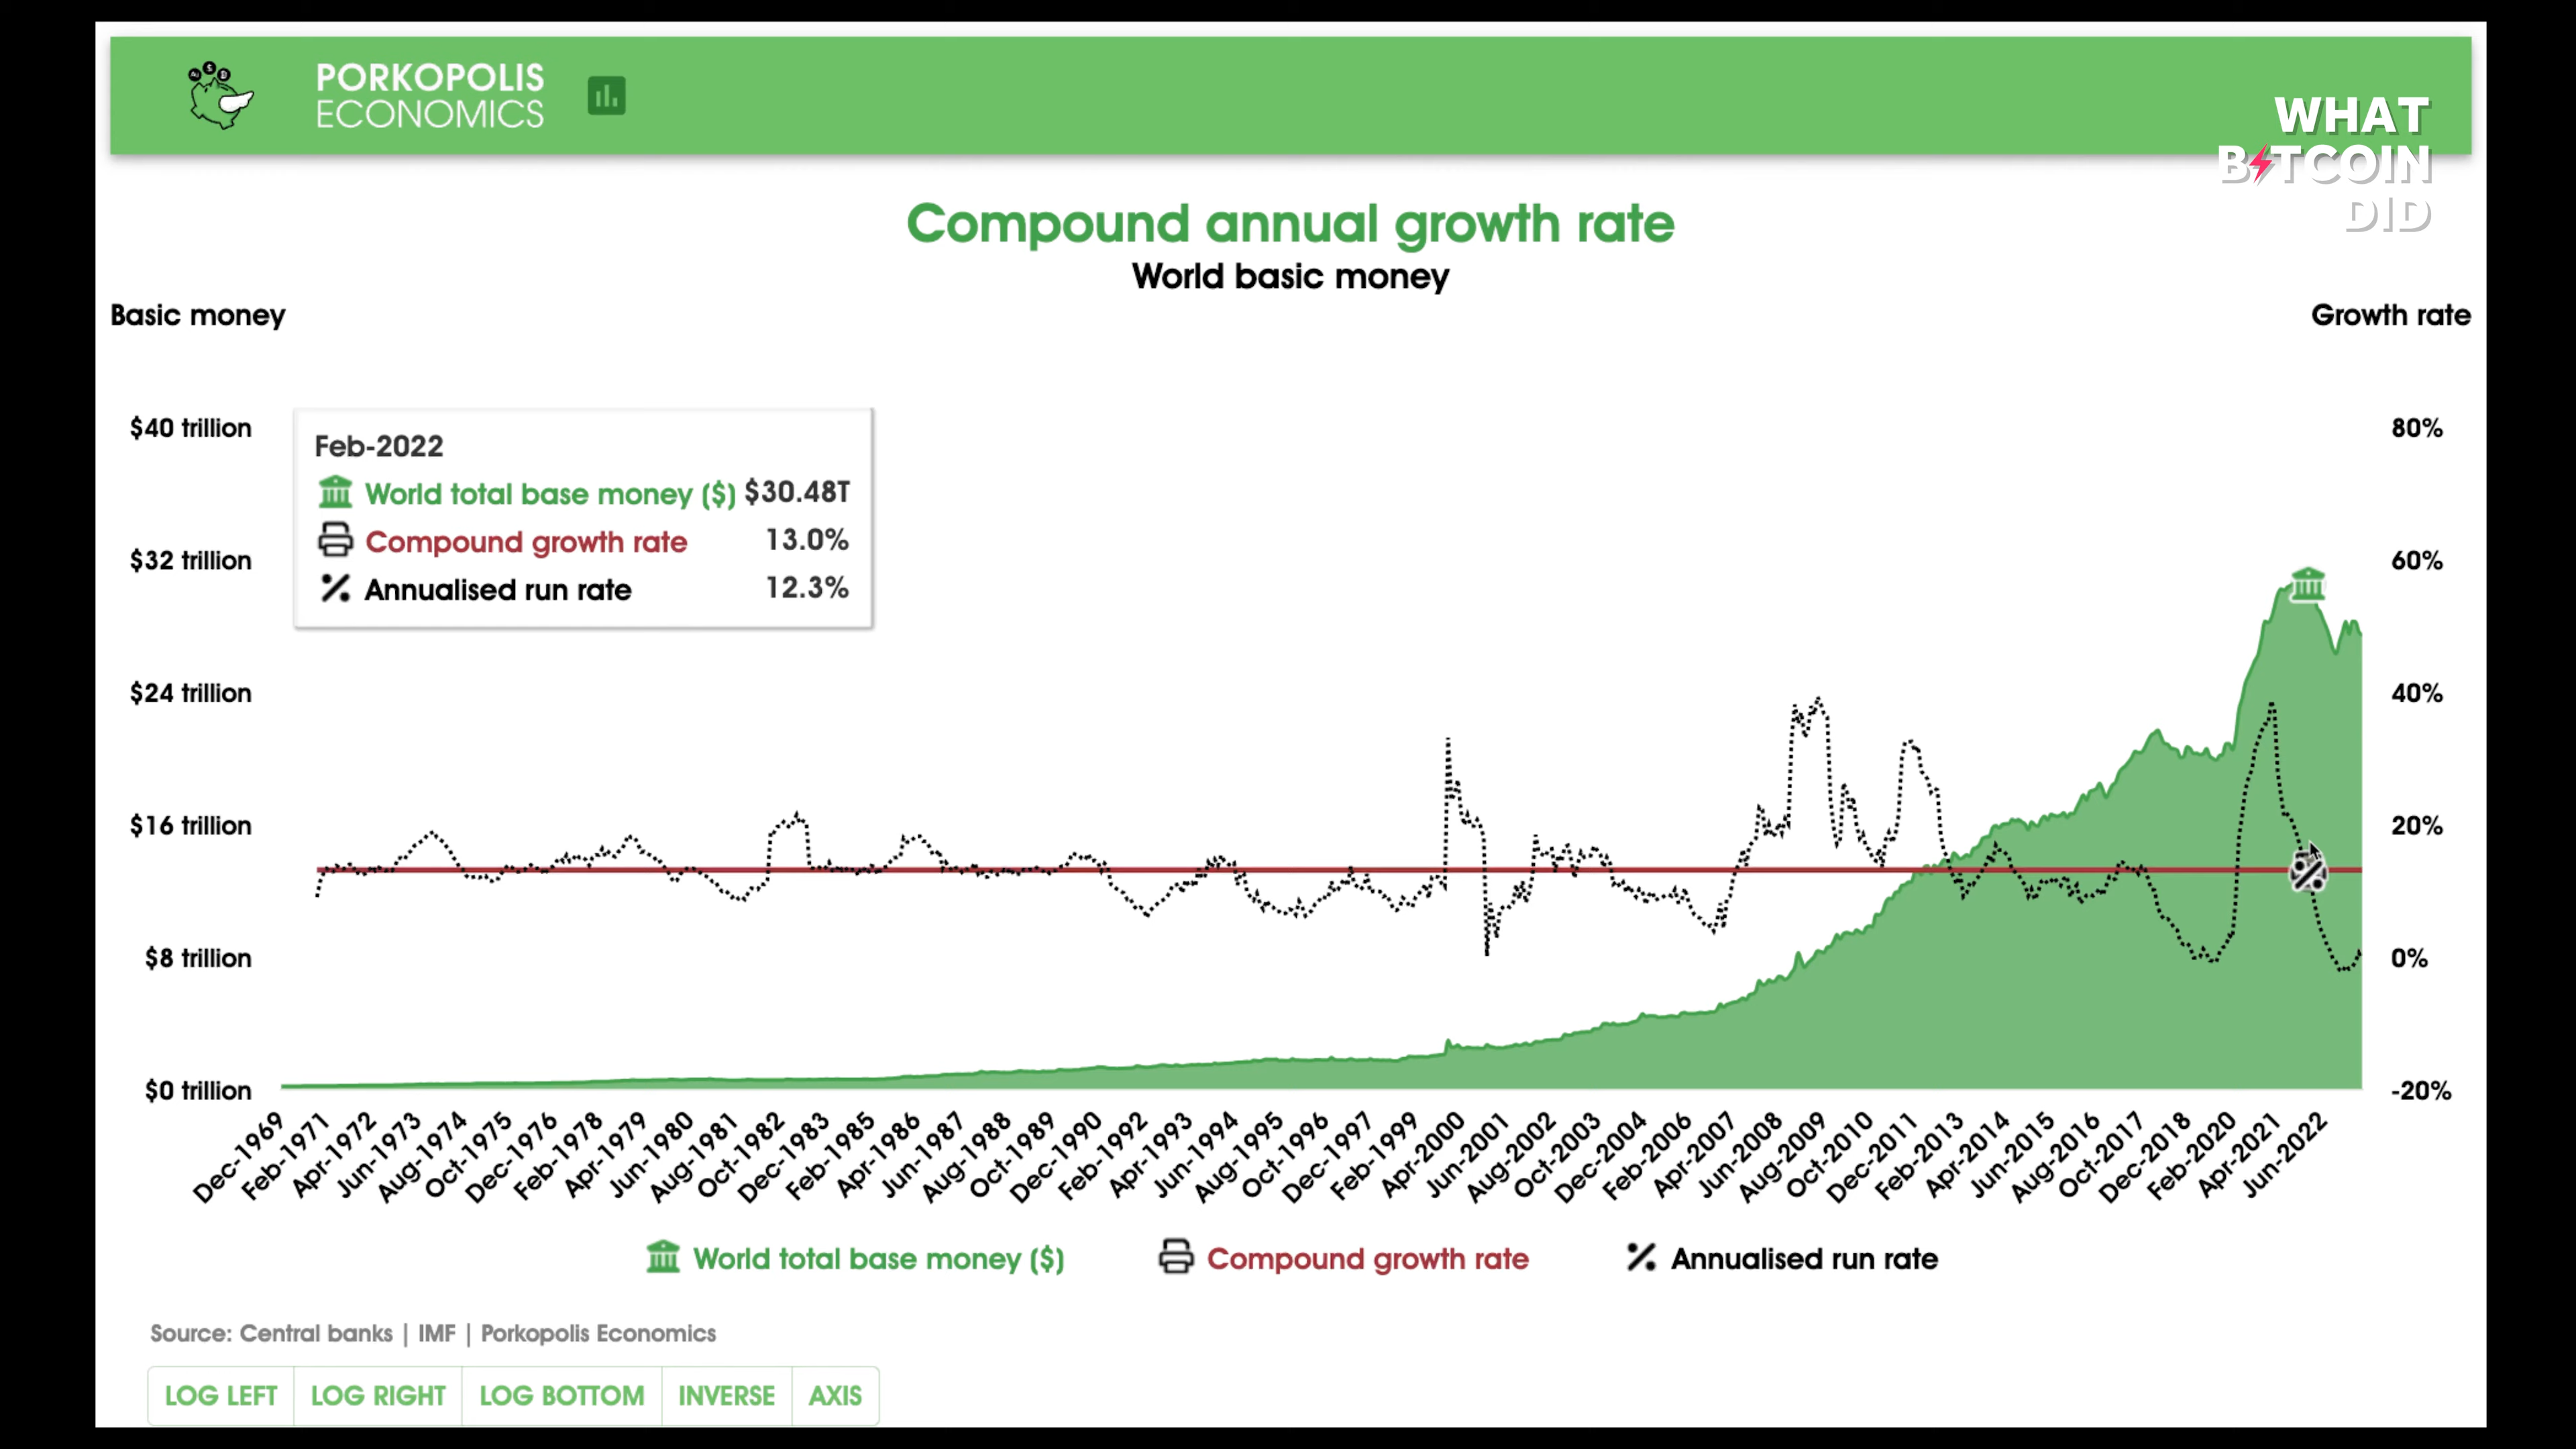 PORKOPOLIS
ECONOMICS
WHAT
BTCOIN
DID
Compound annual growth rate
World basic money
Basic money
Growth rate
$40 trillion
$32 trillion
$24 trillion
$16 trillion
$8 trillion
$0 trillion
Feb-2022
World total base money ($) $30.48T
Compound growth rate 13.0%
Annualised run rate 12.3%
80%
60%
40%
20%
0%
-20%
Dec-1969
Feb-1971
Apr-1972
Jun-1973
Aug-1974
Oct-1975
Dec-1976
Feb-1978
Apr-1979
Jun-1980
Aug-1981
Oct-1982
Dec-1983
Feb-1985
Apr-1986
Jun-1987
Aug-1988
Oct-1989
Dec-1990
Feb-1992
Apr-1993
Jun-1994
Aug-1995
Oct-1996
Dec-1997
Feb-1999
Apr-2000
Jun-2001
Aug-2002
Oct-2003
Dec-2004
Feb-2006
Apr-2007
Jun-2008
Aug-2009
Oct-2010
Dec-2011
Feb-2013
Apr-2014
Jun-2015
Aug-2016
Oct-2017
Dec-2018
Feb-2020
Apr-2021
Jun-2022
World total base money ($)
Compound growth rate
Annualised run rate
Source: Central banks | IMF | Porkopolis Economics
LOG LEFT
LOG RIGHT
LOG BOTTOM
INVERSE
AXIS